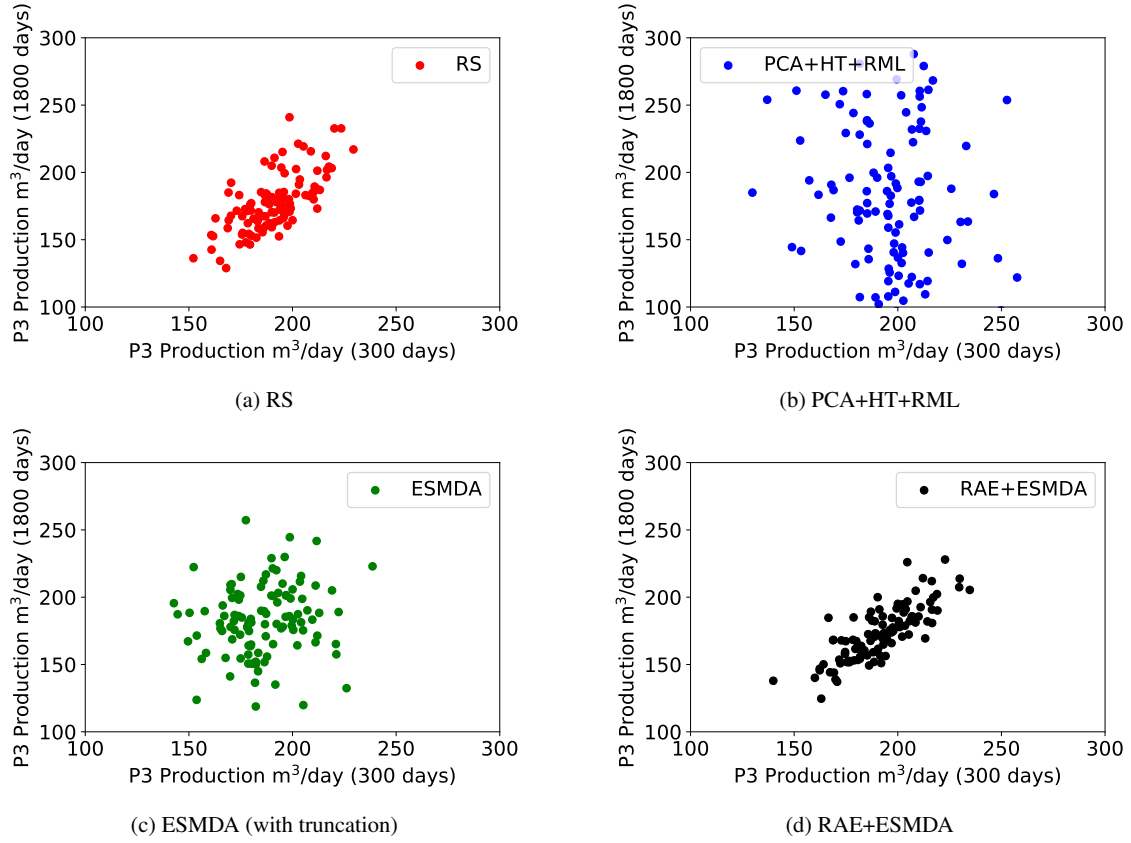 P3 Production m³/day (1800 days)
300
250
200
150
100
RS
100 150 200 250 300
P3 Production m³/day (300 days)
(a) RS
P3 Production m³/day (1800 days)
300
250
200
150
100
PCA+HT+RML
100 150 200 250 300
P3 Production m³/day (300 days)
(b) PCA+HT+RML
P3 Production m³/day (1800 days)
300
250
200
150
100
ESMDA
100 150 200 250 300
P3 Production m³/day (300 days)
(c) ESMDA (with truncation)
P3 Production m³/day (1800 days)
300
250
200
150
100
RAE+ESMDA
100 150 200 250 300
P3 Production m³/day (300 days)
(d) RAE+ESMDA